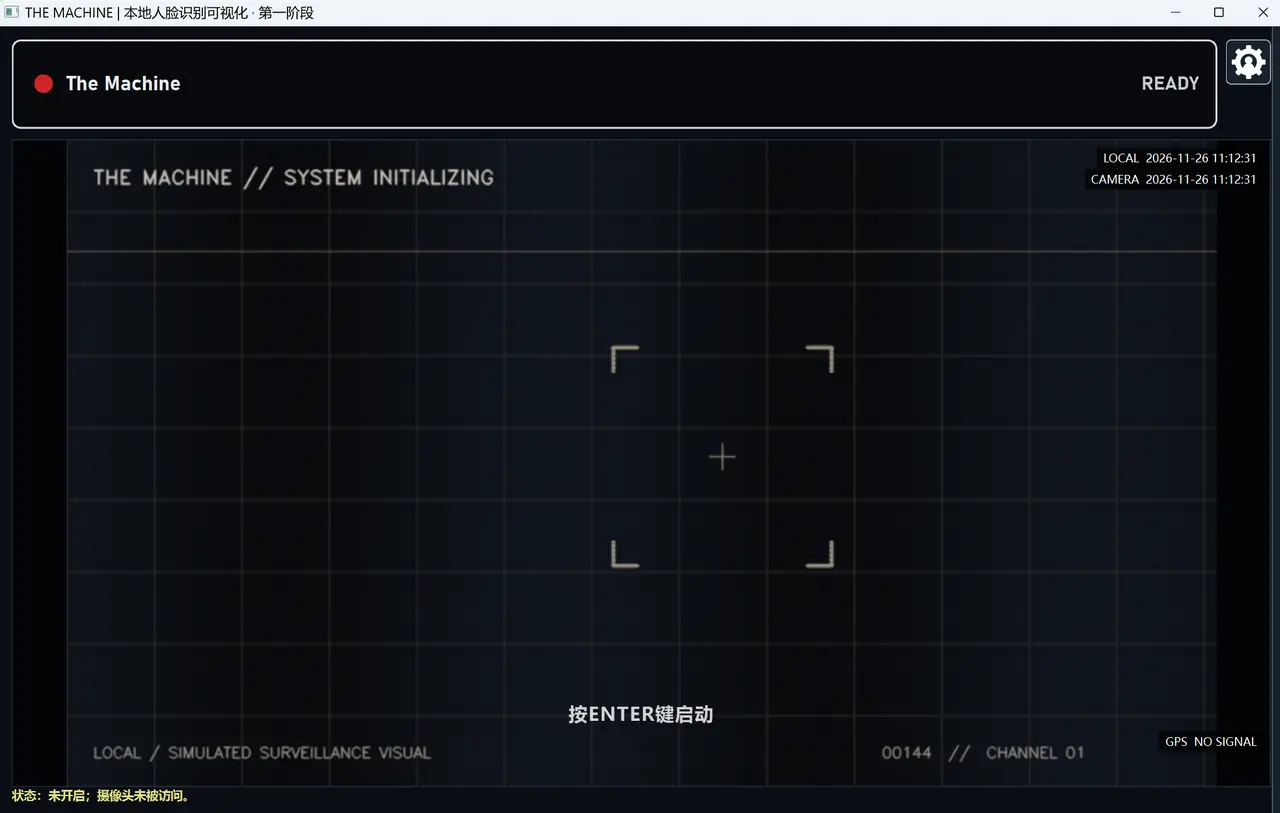 THE MACHINE | 本地人脸识别可视化 · 第一阶段
The Machine
READY
THE MACHINE // SYSTEM INITIALIZING
LOCAL 2026-11-26 11:12:31
CAMERA 2026-11-26 11:12:31
按ENTER键启动
GPS NO SIGNAL
LOCAL / SIMULATED SURVEILLANCE VISUAL
00144 // CHANNEL 01
状态：未开启；摄像头未被访问。